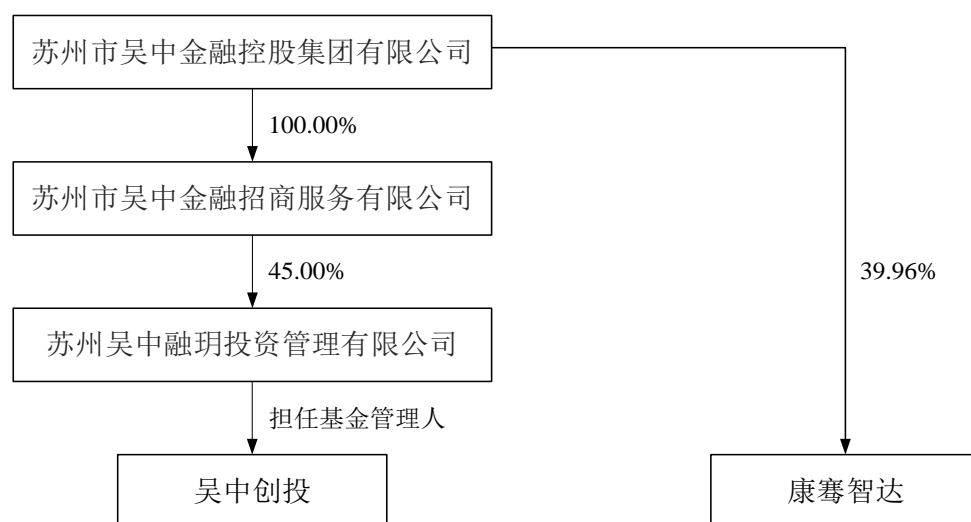 苏州市吴中金融控股集团有限公司
100.00%
苏州市吴中金融招商服务有限公司
45.00%
39.96%
苏州吴中融玥投资管理有限公司
担任基金管理人
吴中创投
康骞智达